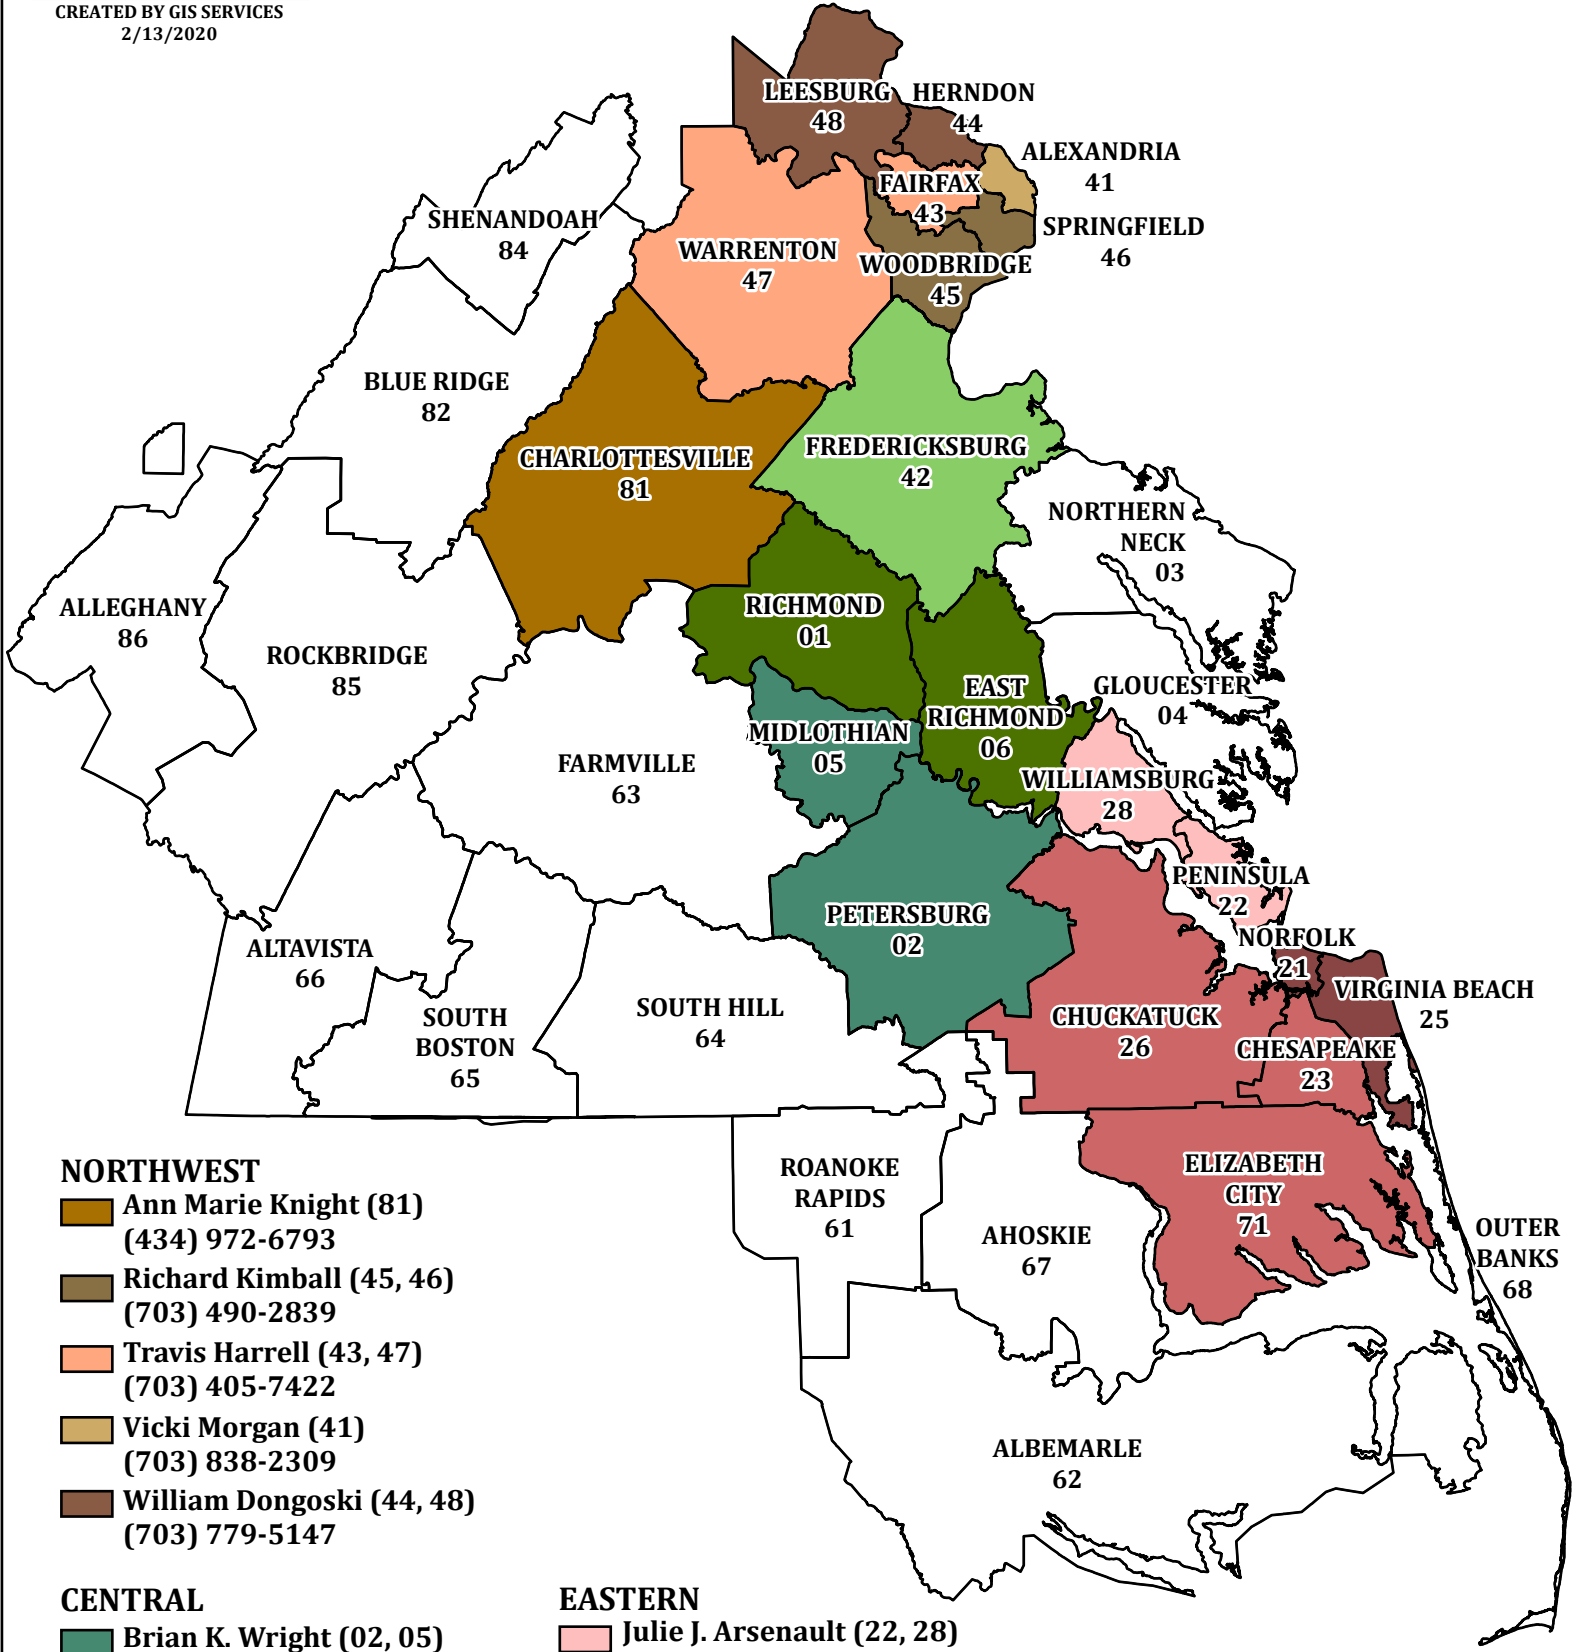 CREATED BY GIS SERVICES
2/13/2020
LEESBURG
48
HERNDON
44
ALEXANDRIA
41
FAIRFAX
43
SPRINGFIELD
46
SHENANDOAH
84
WARRENTON
47
WOODBRIDGE
45
BLUE RIDGE
82
CHARLOTTESVILLE
81
FREDERICKSBURG
42
NORTHERN
NECK
03
ALLEGHANY
86
ROCKBRIDGE
85
RICHMOND
01
EAST
RICHMOND
06
GLOUCESTER
04
MIDLOTHIAN
05
FARMVILLE
63
WILLIAMSBURG
28
PENINSULA
22
PETERSBURG
02
NORFOLK
21
VIRGINIA BEACH
25
ALTAVISTA
66
SOUTH
BOSTON
65
SOUTH HILL
64
CHUCKATUCK
26
CHESAPEAKE
23
ROANOKE
RAPIDS
61
AHOSKIE
67
ELIZABETH
CITY
71
OUTER
BANKS
68
ALBEMARLE
62
NORTHWEST
Ann Marie Knight (81)
(434) 972-6793
Richard Kimball (45, 46)
(703) 490-2839
Travis Harrell (43, 47)
(703) 405-7422
Vicki Morgan (41)
(703) 838-2309
William Dongoski (44, 48)
(703) 779-5147
CENTRAL
Brian K. Wright (02, 05)
EASTERN
Julie J. Arsenault (22, 28)